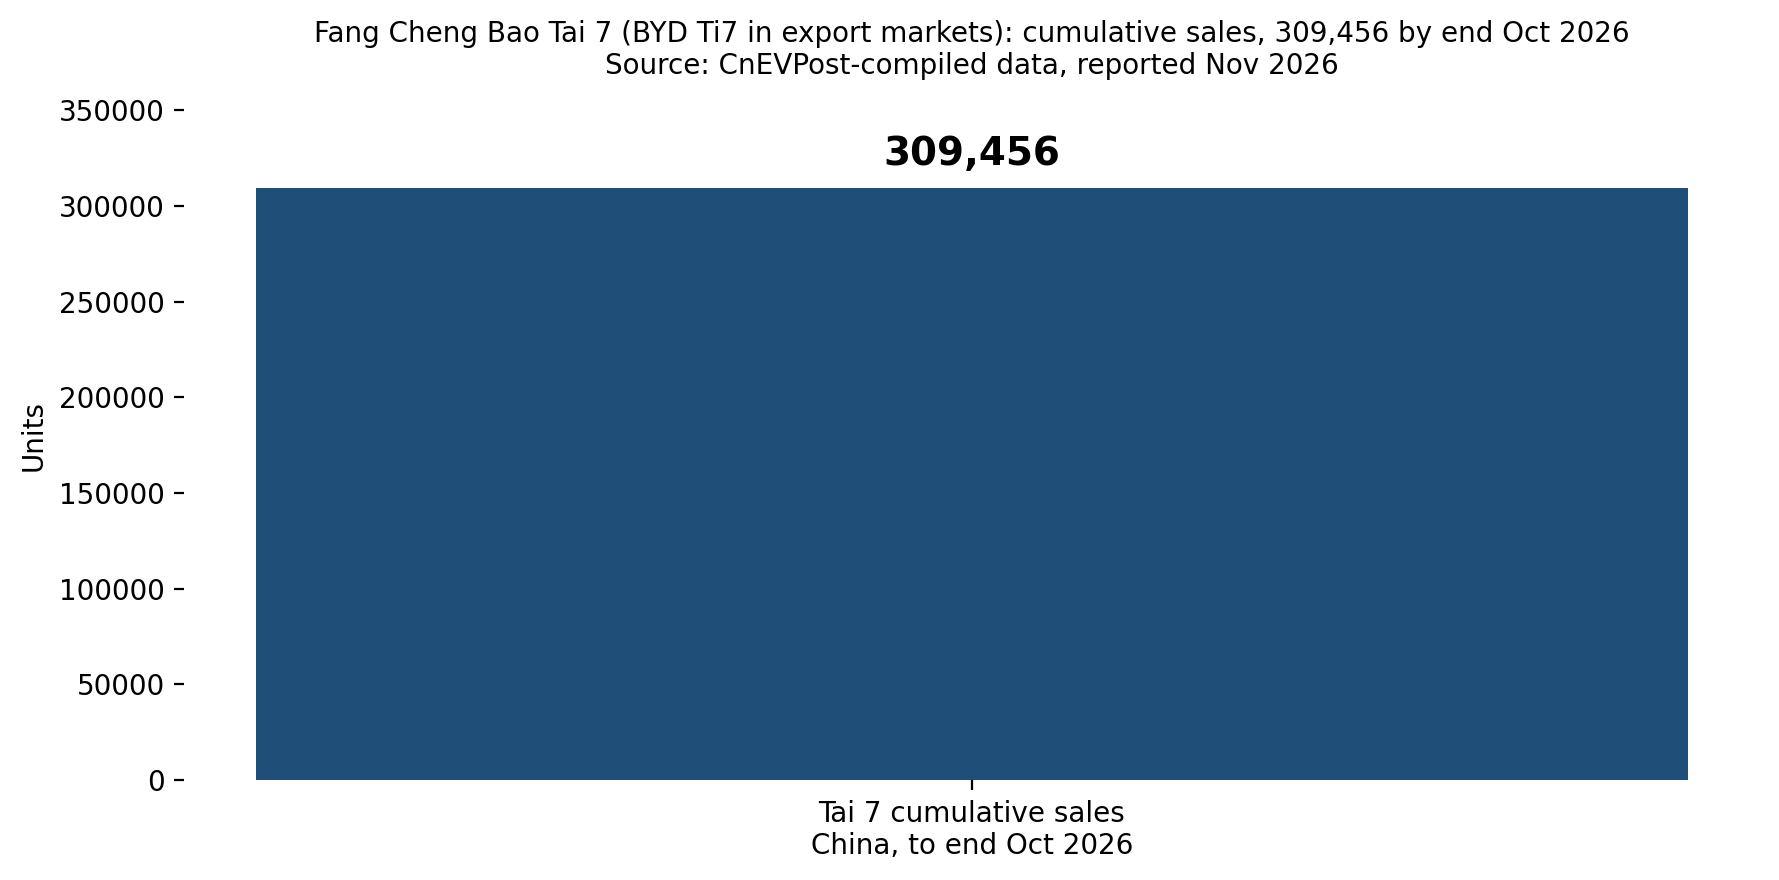 Fang Cheng Bao Tai 7 (BYD Ti7 in export markets): cumulative sales, 309,456 by end Oct 2026
Source: CnEVPost-compiled data, reported Nov 2026
350000
309,456
300000
250000
200000
Units
150000
100000
50000
0
Tai 7 cumulative sales
China, to end Oct 2026